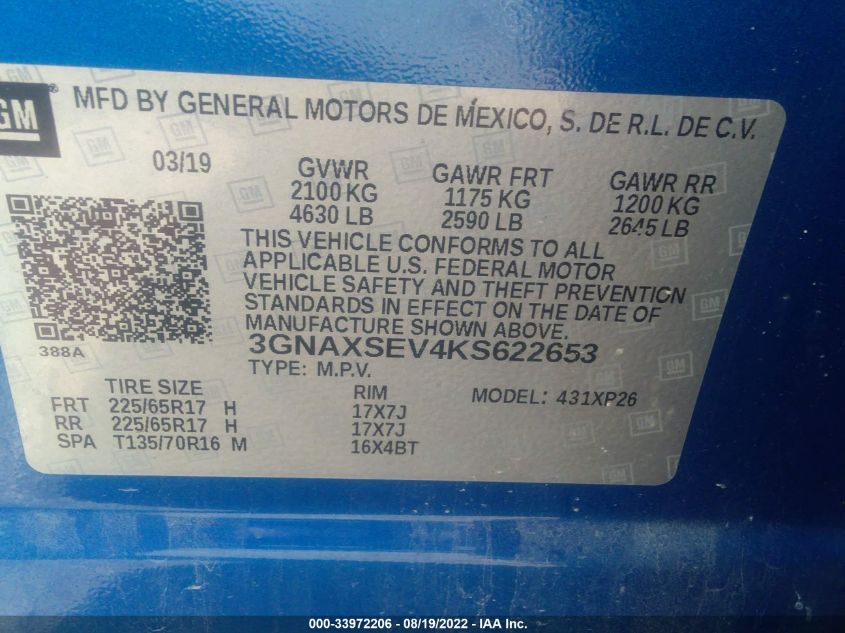 GM
MFD BY GENERAL MOTORS DE MEXICO, S. DE R.L. DE C.V.
03/19
GVWR
2100 KG
4630 LB
GAWR FRT
1175 KG
2590 LB
GAWR RR
1200 KG
2645 LB
THIS VEHICLE CONFORMS TO ALL
APPLICABLE U.S. FEDERAL MOTOR
VEHICLE SAFETY AND THEFT PREVENTION
STANDARDS IN EFFECT ON THE DATE OF
MANUFACTURE SHOWN ABOVE.
388A
3GNAXSEV4KS622653
TYPE: M.P.V.
TIRE SIZE RIM MODEL: 431XP26
FRT 225/65R17 H 17X7J
RR 225/65R17 H 17X7J
SPA T135/70R16 M 16X4BT
000-33972206 - 08/19/2022 - IAA Inc.